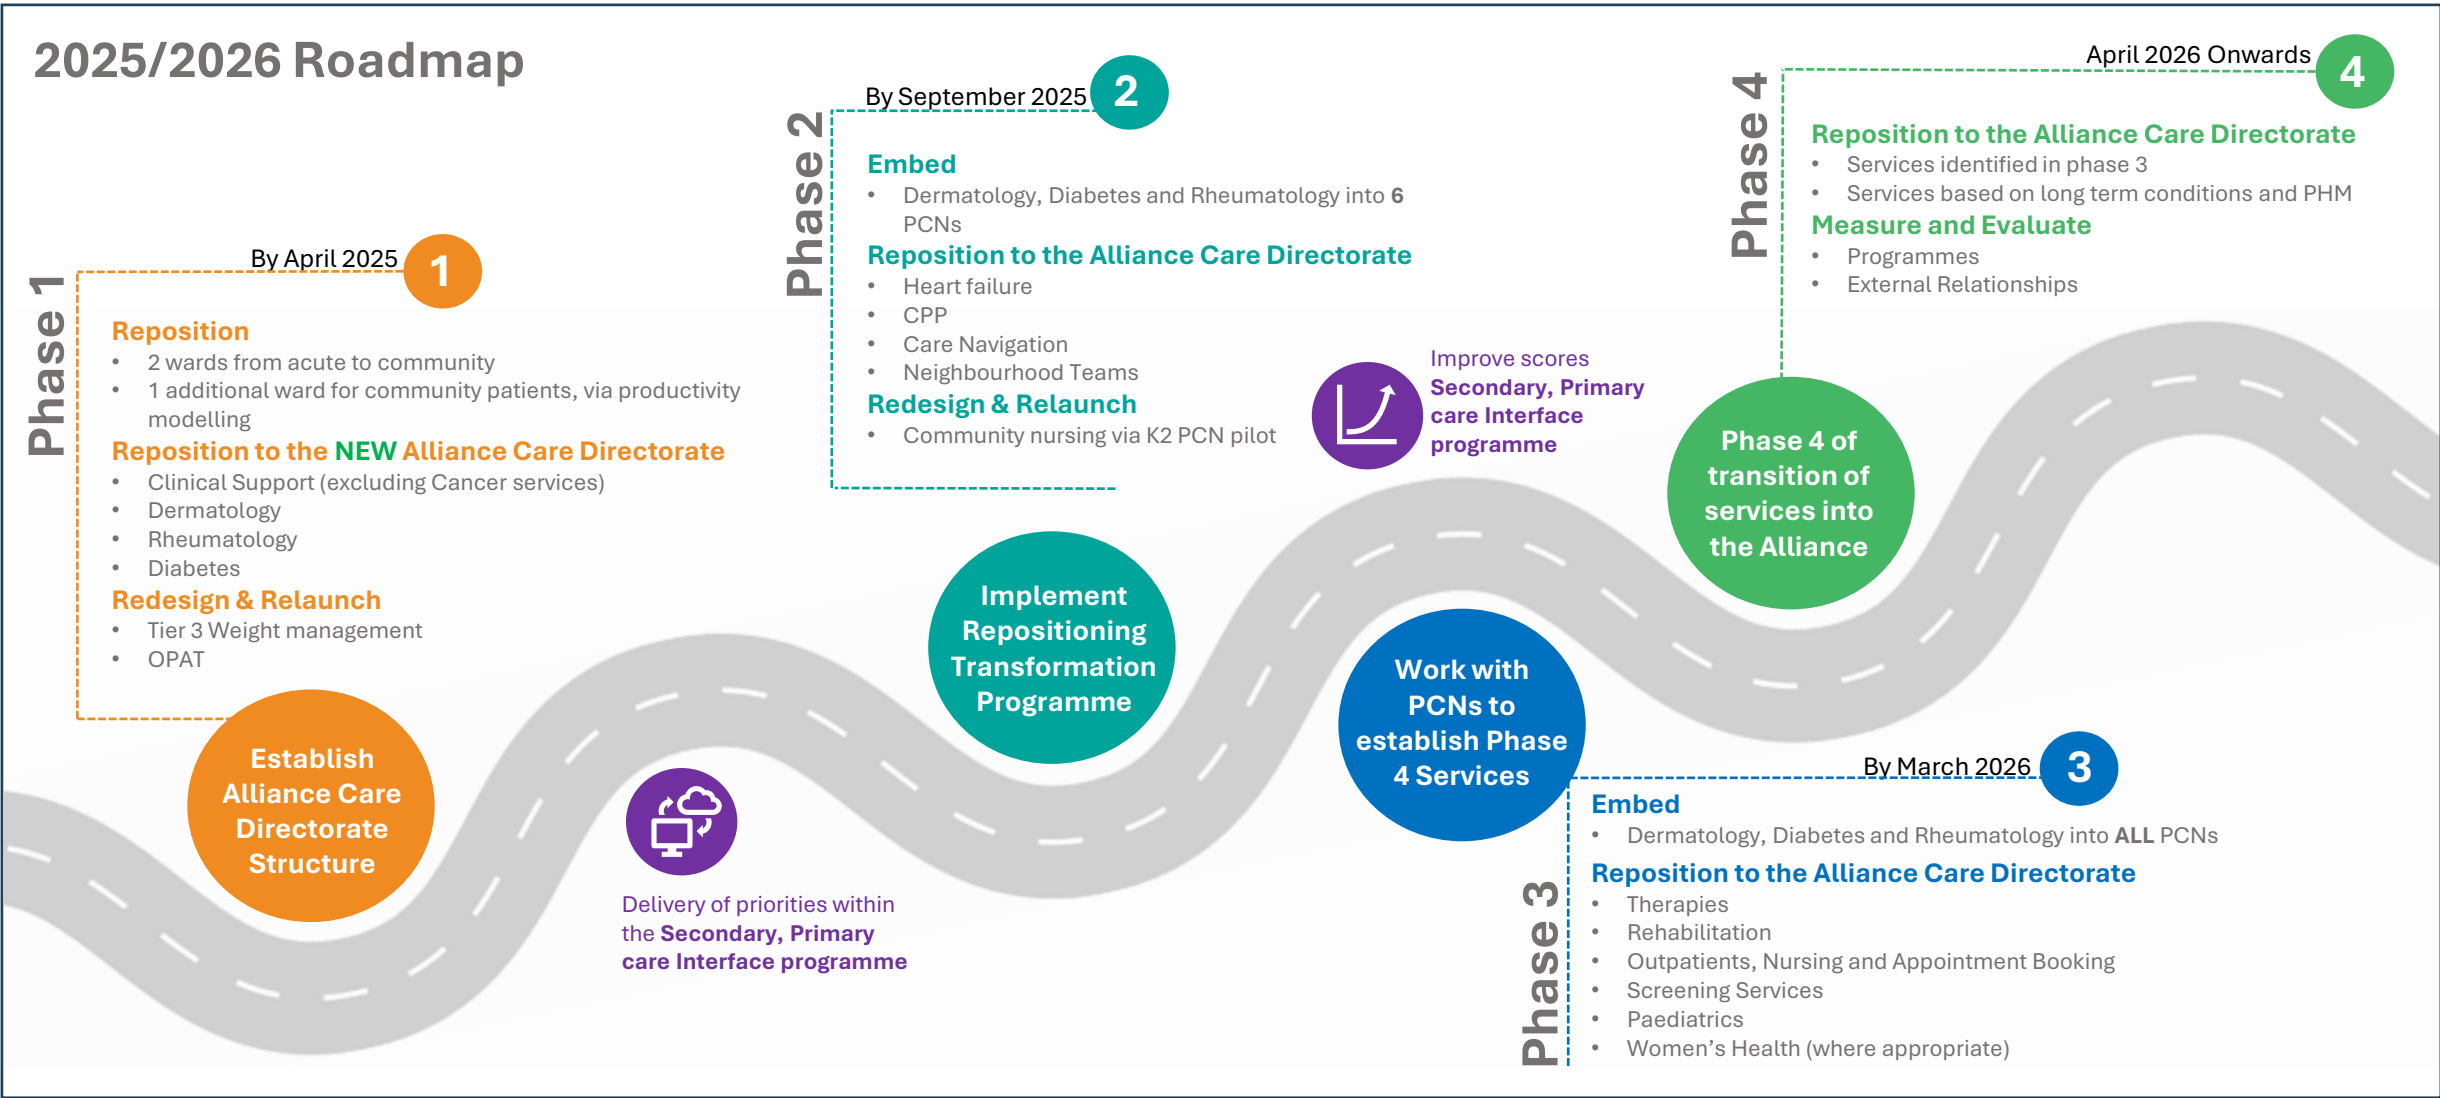 2025/2026 Roadmap
Phase 1
By April 2025
1
Reposition
• 2 wards from acute to community
• 1 additional ward for community patients, via productivity
modelling
Reposition to the NEW Alliance Care Directorate
• Clinical Support (excluding Cancer services)
• Dermatology
• Rheumatology
• Diabetes
Redesign & Relaunch
• Tier 3 Weight management
• OPAT
Establish
Alliance Care
Directorate
Structure
Delivery of priorities within
the Secondary, Primary
care Interface programme
Phase 2
By September 2025
2
Embed
• Dermatology, Diabetes and Rheumatology into 6
PCNs
Reposition to the Alliance Care Directorate
• Heart failure
• CPP
• Care Navigation
• Neighbourhood Teams
Redesign & Relaunch
• Community nursing via K2 PCN pilot
Implement
Repositioning
Transformation
Programme
Improve scores
Secondary, Primary
care Interface
programme
Work with
PCNs to
establish Phase
4 Services
Phase 3
By March 2026
3
Embed
• Dermatology, Diabetes and Rheumatology into ALL PCNs
Reposition to the Alliance Care Directorate
• Therapies
• Rehabilitation
• Outpatients, Nursing and Appointment Booking
• Screening Services
• Paediatrics
• Women’s Health (where appropriate)
Phase 4
April 2026 Onwards
4
Reposition to the Alliance Care Directorate
• Services identified in phase 3
• Services based on long term conditions and PHM
Measure and Evaluate
• Programmes
• External Relationships
Phase 4 of
transition of
services into
the Alliance